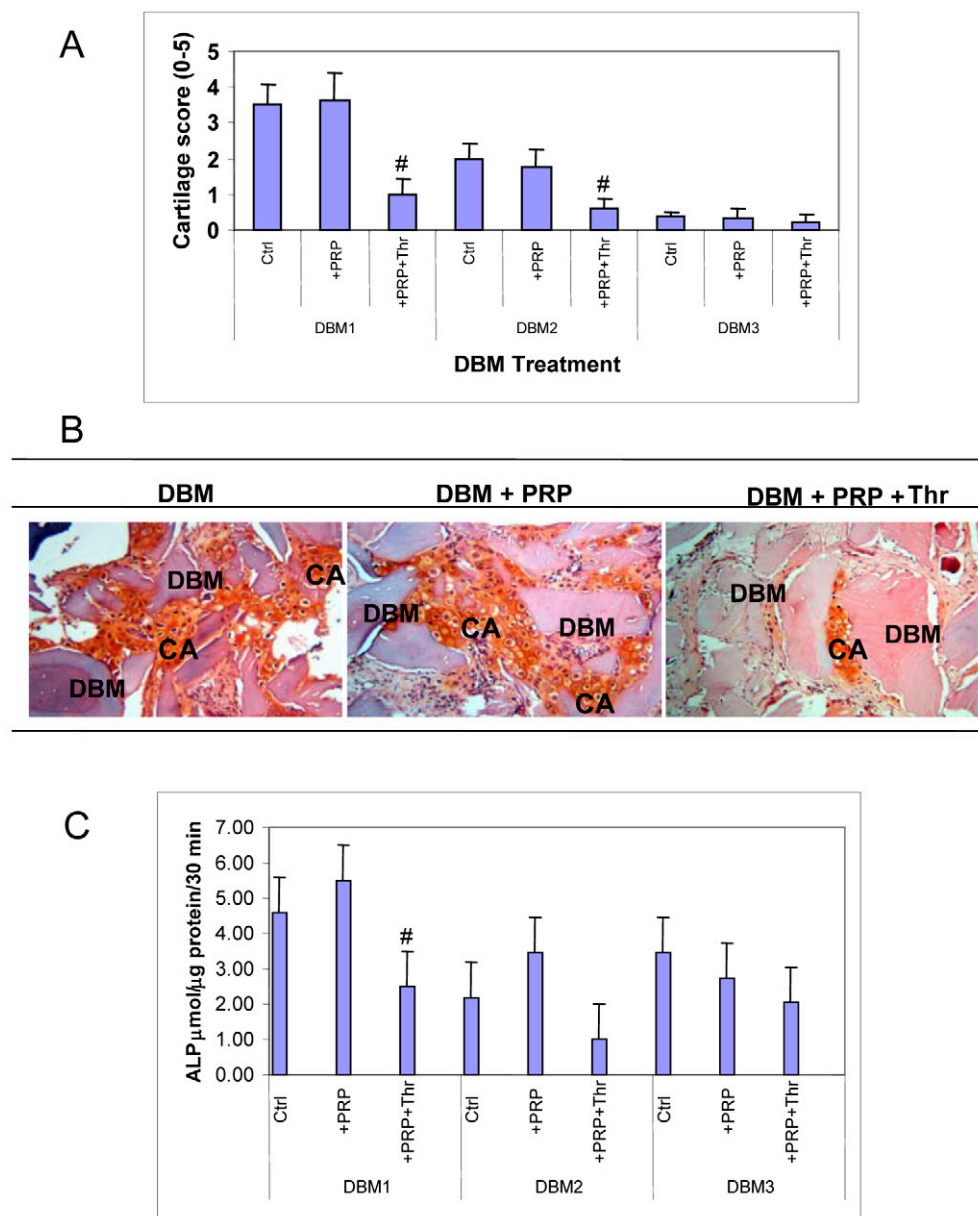 A
Cartilage score (0-5)
5
4
3
2
1
0
#
#
Ctrl
+PRP
+PRP+Thr
Ctrl
+PRP
+PRP+Thr
Ctrl
+PRP
+PRP+Thr
DBM1 DBM2 DBM3
DBM Treatment
B
DBM DBM + PRP DBM + PRP +Thr
DBM CA
CA
DBM
DBM
CA DBM
CA
DBM
CA DBM
C
ALP μmol/μg protein/30 min
7.00
6.00
5.00
4.00
3.00
2.00
1.00
0.00
#
Ctrl
+PRP
+PRP+Thr
Ctrl
+PRP
+PRP+Thr
Ctrl
+PRP
+PRP+Thr
DBM1 DBM2 DBM3